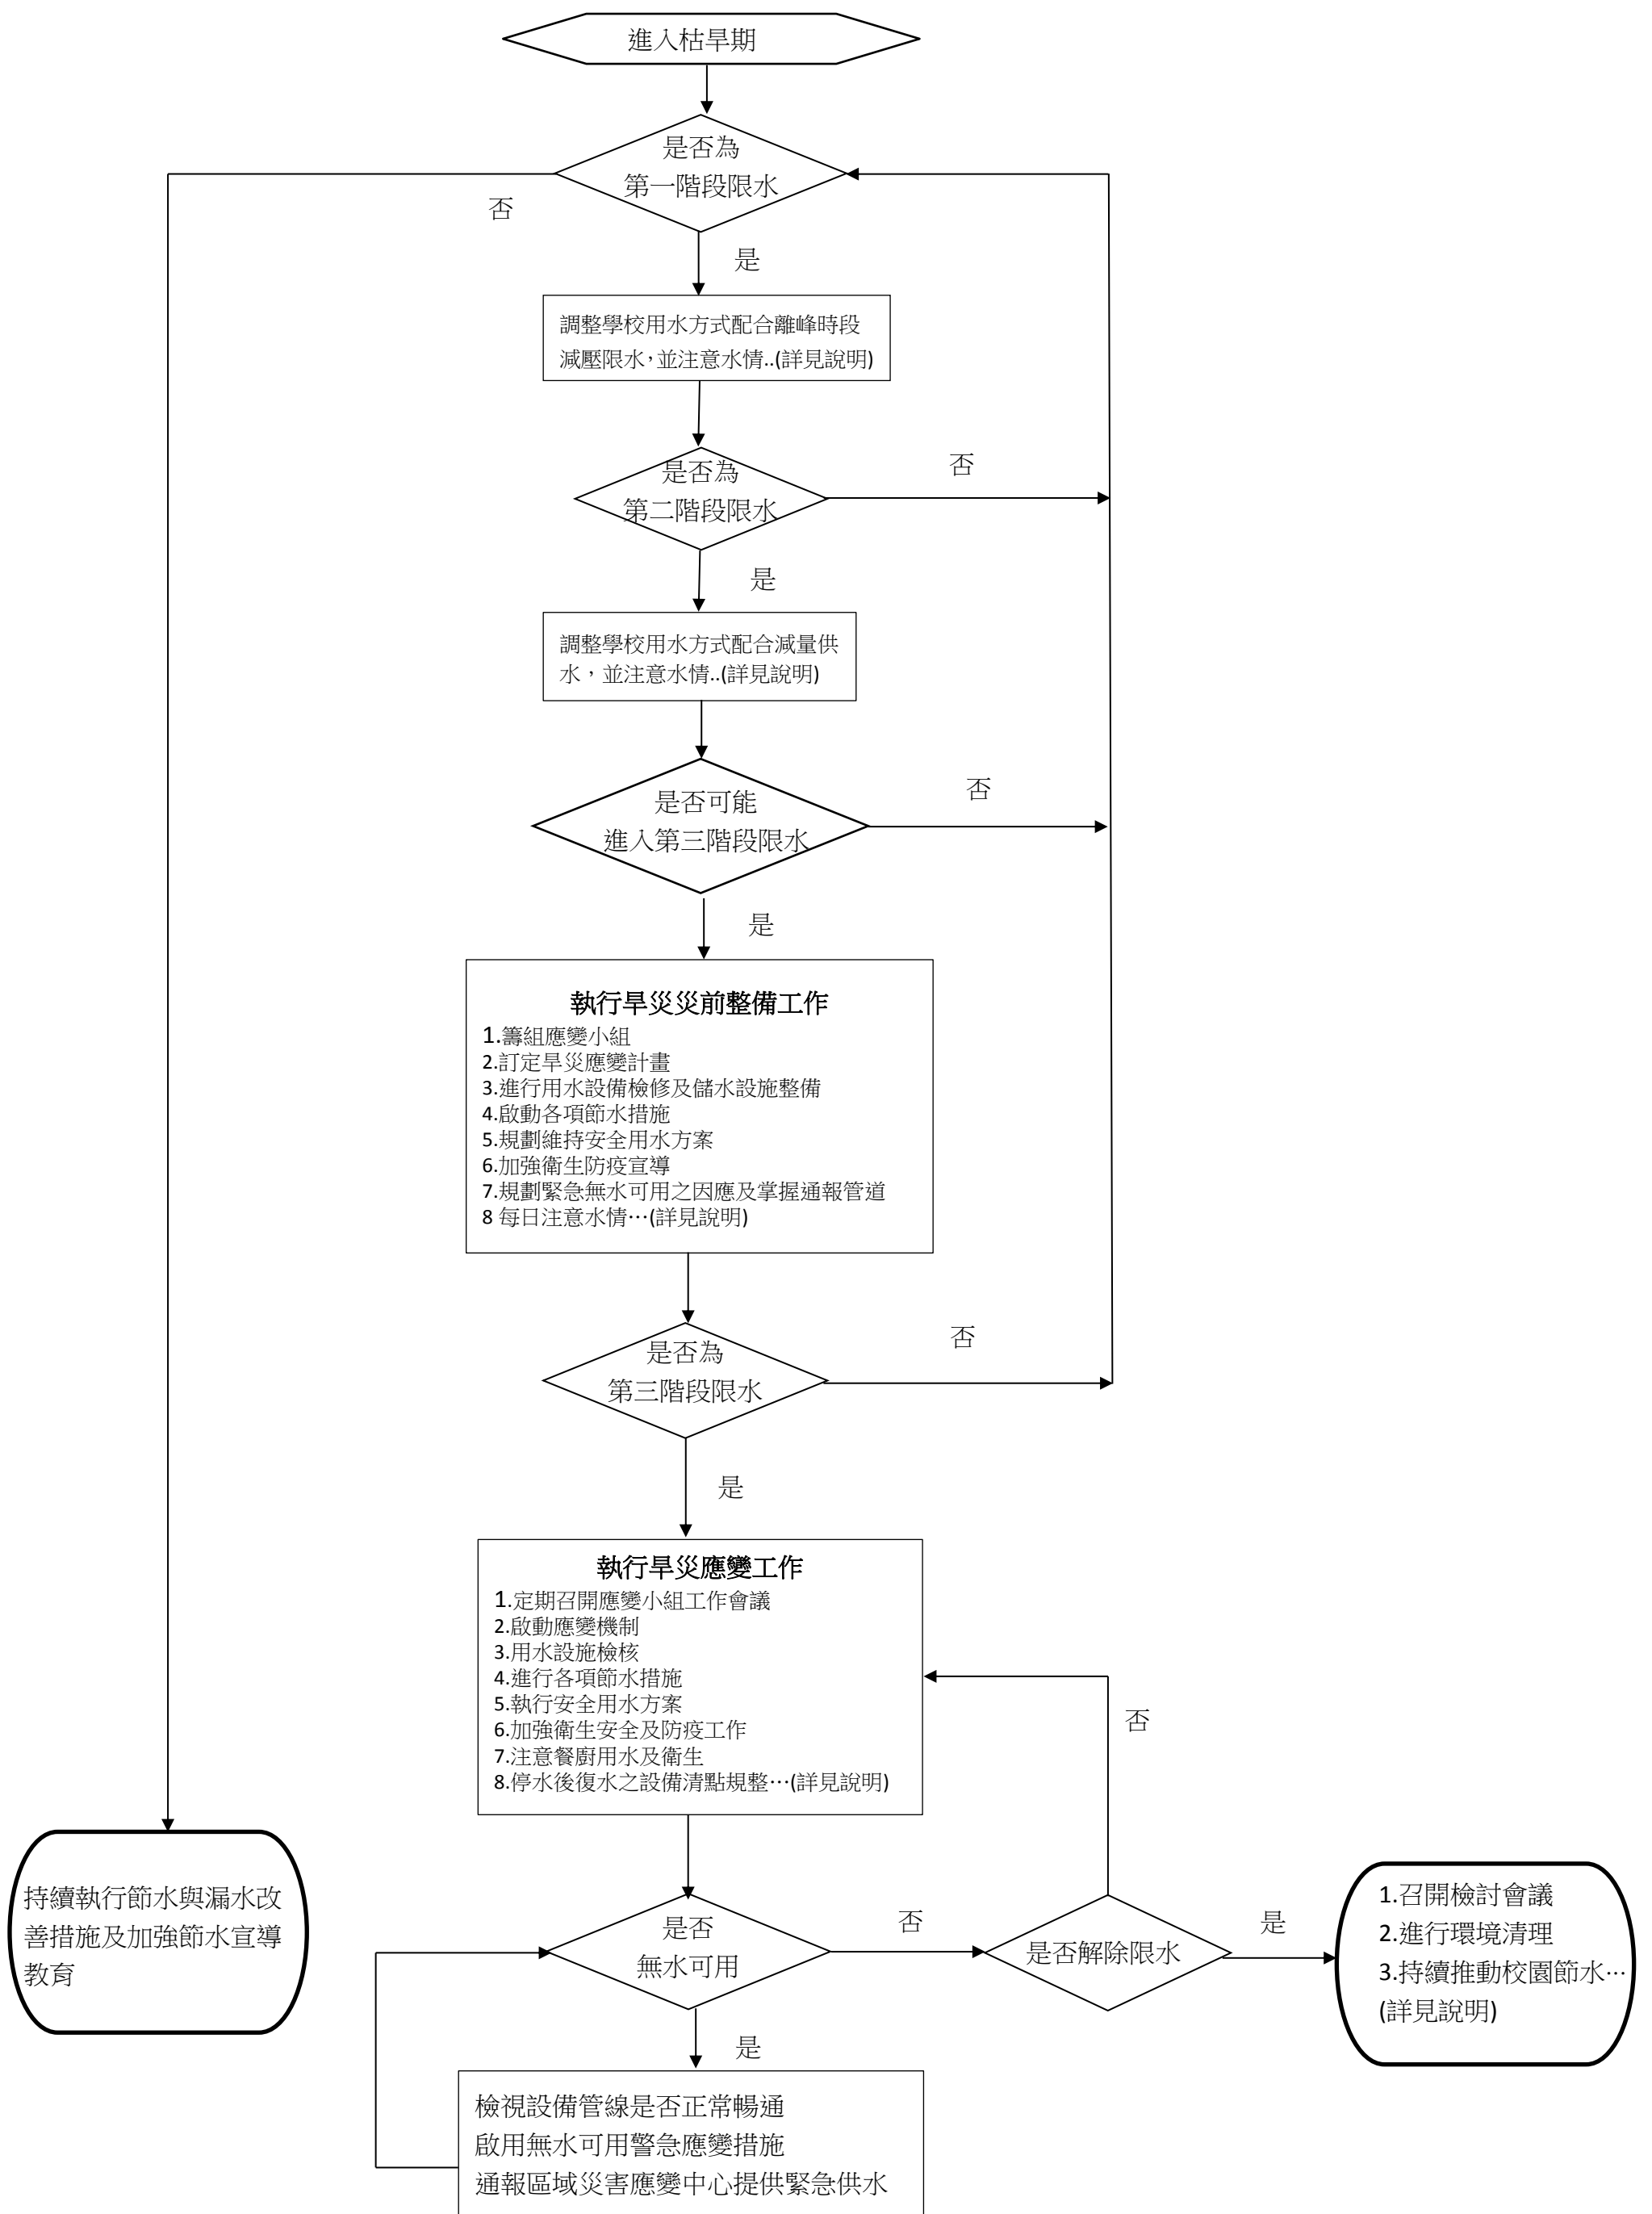 進入枯旱期
是否為
第一階段限水
否
是
調整學校用水方式配合離峰時段
減壓限水，並注意水情..(詳見說明)
是否為
第二階段限水
否
是
調整學校用水方式配合減量供
水，並注意水情..(詳見說明)
是否可能
進入第三階段限水
否
是
執行旱災災前整備工作
1.籌組應變小組
2.訂定旱災應變計畫
3.進行用水設備檢修及儲水設施整備
4.啟動各項節水措施
5.規劃維持安全用水方案
6.加強衛生防疫宣導
7.規劃緊急無水可用之因應及掌握通報管道
8 每日注意水情…(詳見說明)
是否為
第三階段限水
否
是
執行旱災應變工作
1.定期召開應變小組工作會議
2.啟動應變機制
3.用水設施檢核
4.進行各項節水措施
5.執行安全用水方案
6.加強衛生安全及防疫工作
7.注意餐廚用水及衛生
8.停水後復水之設備清點規整…(詳見說明)
否
持續執行節水與漏水改
善措施及加強節水宣導
教育
是否
無水可用
否
是否解除限水
是
1.召開檢討會議
2.進行環境清理
3.持續推動校園節水…
(詳見說明)
是
檢視設備管線是否正常暢通
啟用無水可用警急應變措施
通報區域災害應變中心提供緊急供水